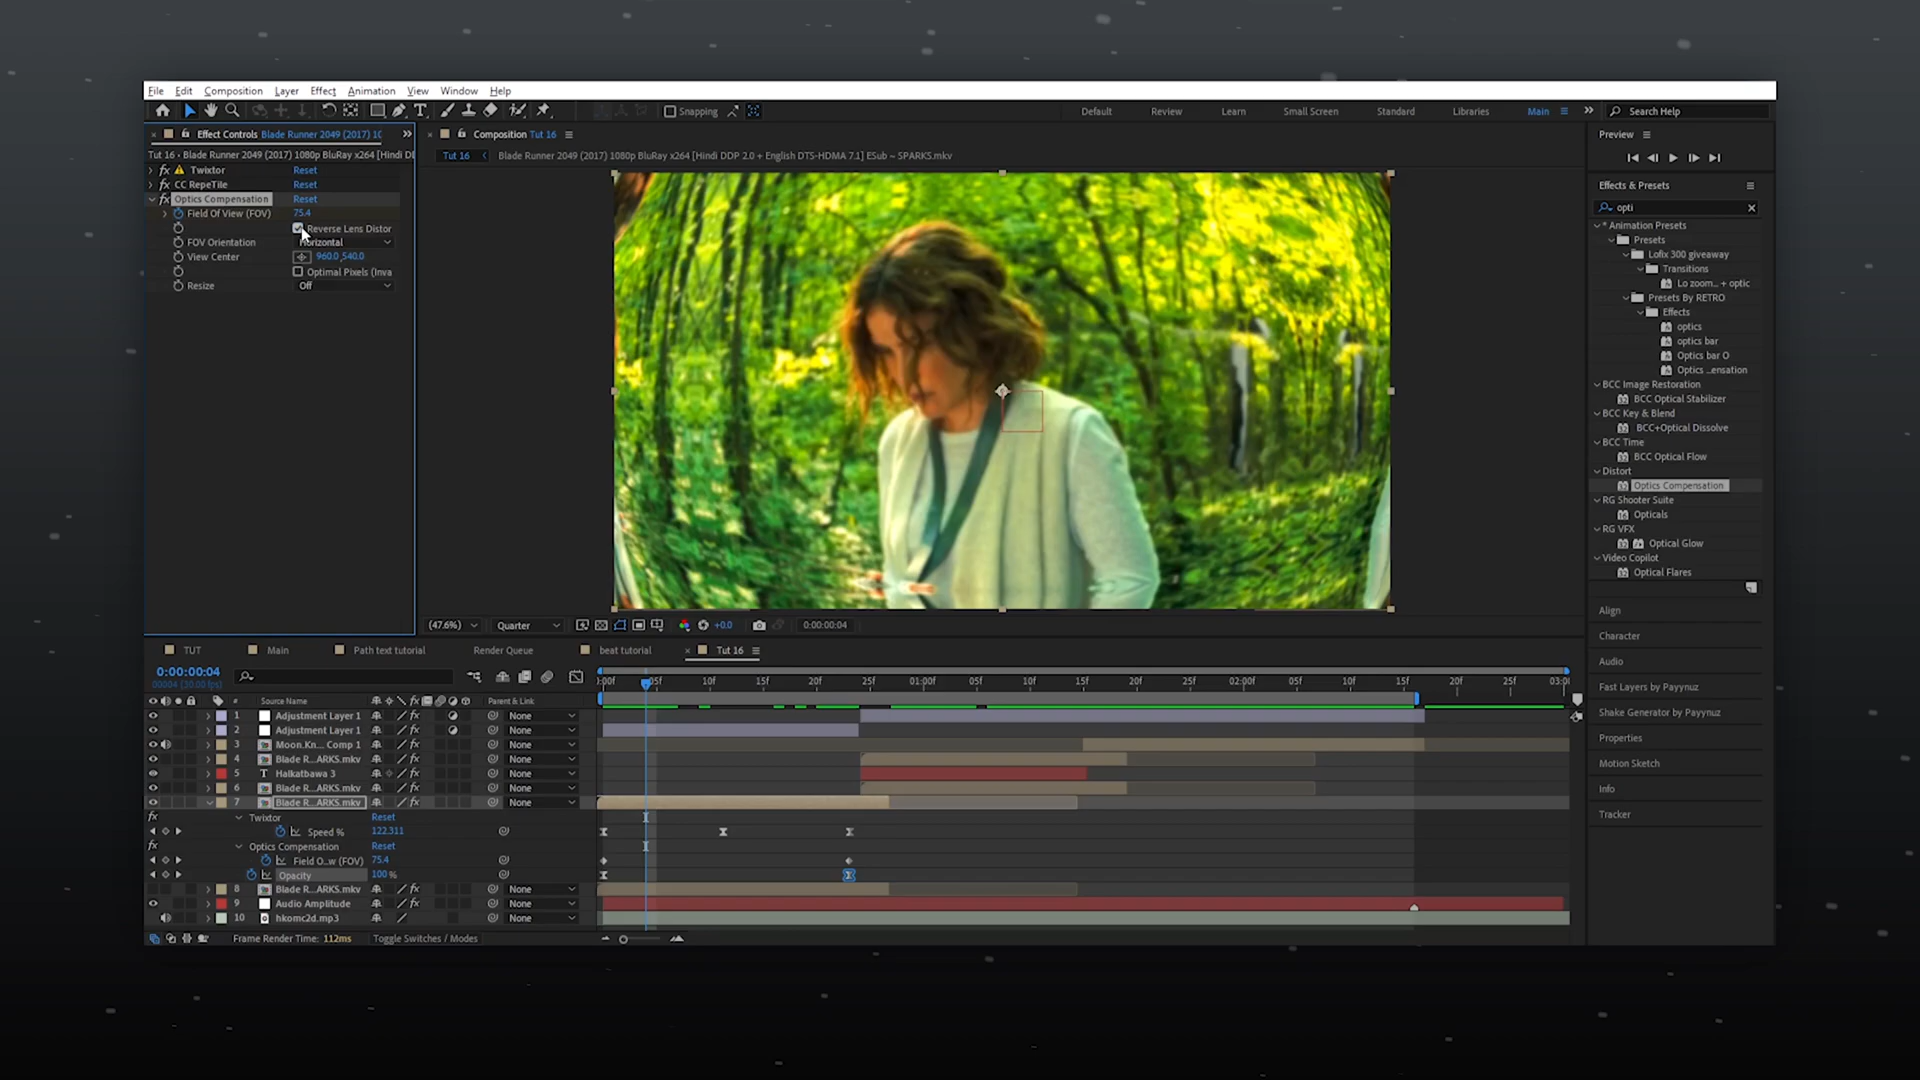 File Edit Composition Layer Effect Animation View Window Help
Snapping Default Review Learn Small Screen Standard Libraries Main Search Help
Effect Controls Blade Runner 2049 (2017) 10
Tut 16 • Blade Runner 2049 (2017) 1080p BluRay x264 [Hindi DI
Twixtor Reset
CC RepeTile Reset
Optics Compensation Reset
Field Of View (FOV) 75.4
Reverse Lens Distor
FOV Orientation Horizontal
View Center 960.0,540.0
Optimal Pixels (Inva
Resize Off
Composition Tut 16
Tut 16 Blade Runner 2049 (2017) 1080p BluRay x264 [Hindi DDP 2.0 + English DTS-HDMA 7.1] ESub ~ SPARKS.mkv
(47.6%) Quarter +0.0 0:00:00:04
Preview
Effects & Presets
opti
* Animation Presets
Presets
Lofix 300 giveaway
Transitions
Lo zoom... + optic
Presets By RETRO
Effects
optics
optics bar
Optics bar O
Optics ...ensation
BCC Image Restoration
BCC Optical Stabilizer
BCC Key & Blend
BCC+Optical Dissolve
BCC Time
BCC Optical Flow
Distort
Optics Compensation
RG Shooter Suite
Opticals
RG VFX
Optical Glow
Video Copilot
Optical Flares
Align
Character
Audio
Fast Layers by Payynuz
Shake Generator by Payynuz
Properties
Motion Sketch
Info
Tracker
TUT Main Path text tutorial Render Queue beat tutorial Tut 16
0:00:00:04
00004 (30.00 fps)
:00f 05f 10f 15f 20f 25f 01:00f 05f 10f 15f 20f 25f 02:00f 05f 10f 15f 20f 25f 03:0
# Source Name Parent & Link
1 Adjustment Layer 1 None
2 Adjustment Layer 1 None
3 Moon.Kn... Comp 1 None
4 Blade R...ARKS.mkv None
5 T Haikatbawa 3 None
6 Blade R...ARKS.mkv None
7 Blade R...ARKS.mkv None
Twixtor Reset
Speed % 122.311
Optics Compensation Reset
Field O...w (FOV) 75.4
Opacity 100 %
8 Blade R...ARKS.mkv None
9 Audio Amplitude None
10 hkomc2d.mp3 None
Frame Render Time: 112ms Toggle Switches / Modes